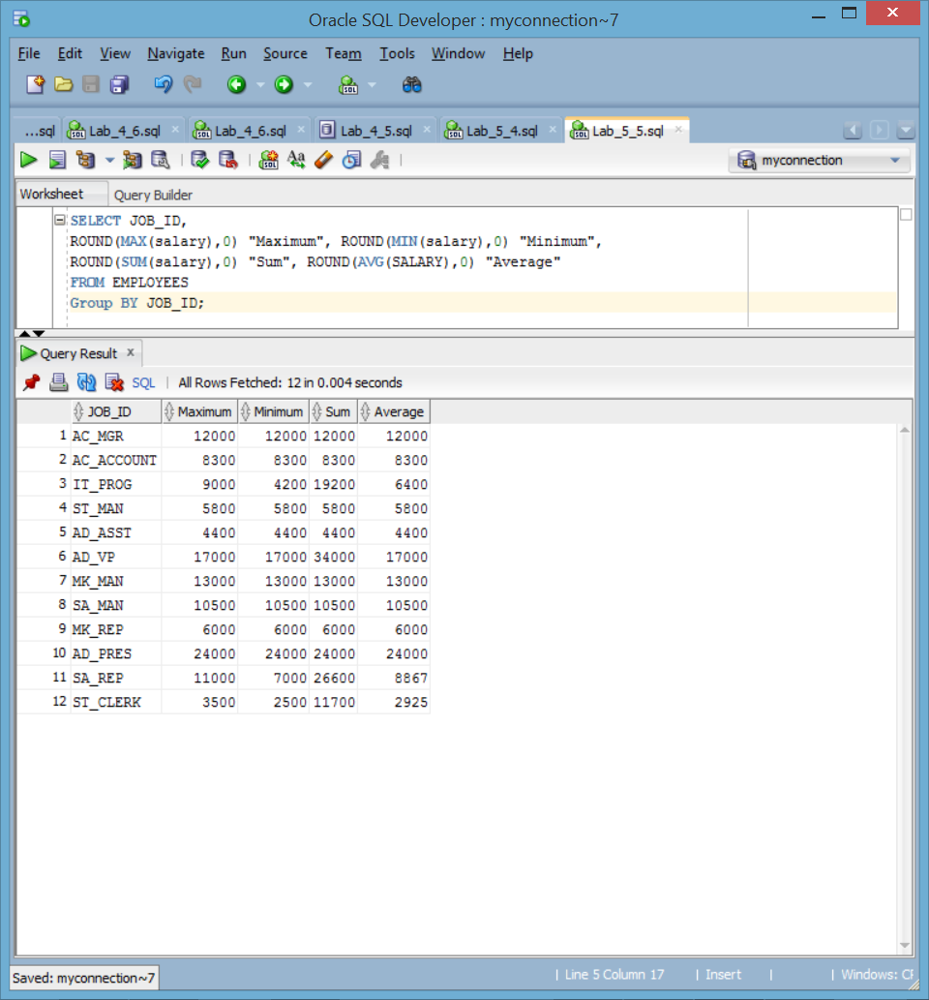 Oracle SQL Developer : myconnection~7
File Edit View Navigate Run Source Team Tools Window Help
...sql Lab_4_6.sql Lab_4_6.sql Lab_4_5.sql Lab_5_4.sql Lab_5_5.sql
myconnection
Worksheet Query Builder
SELECT JOB_ID,
ROUND(MAX(salary),0) "Maximum", ROUND(MIN(salary),0) "Minimum",
ROUND(SUM(salary),0) "Sum", ROUND(AVG(SALARY),0) "Average"
FROM EMPLOYEES
Group BY JOB_ID;
Query Result x
SQL | All Rows Fetched: 12 in 0.004 seconds
JOB_ID Maximum Minimum Sum Average
1 AC_MGR 12000 12000 12000 12000
2 AC_ACCOUNT 8300 8300 8300 8300
3 IT_PROG 9000 4200 19200 6400
4 ST_MAN 5800 5800 5800 5800
5 AD_ASST 4400 4400 4400 4400
6 AD_VP 17000 17000 34000 17000
7 MK_MAN 13000 13000 13000 13000
8 SA_MAN 10500 10500 10500 10500
9 MK_REP 6000 6000 6000 6000
10 AD_PRES 24000 24000 24000 24000
11 SA_REP 11000 7000 26600 8867
12 ST_CLERK 3500 2500 11700 2925
Saved: myconnection~7 | Line 5 Column 17 | Insert | | Windows: